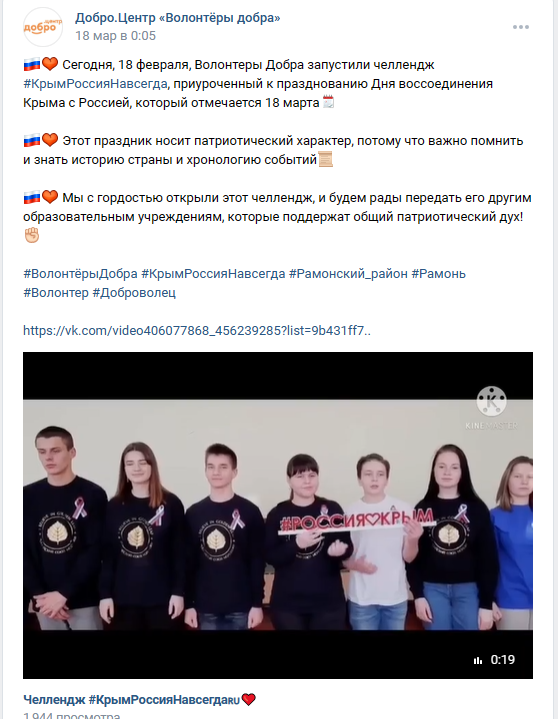 добро
центр
Добро.Центр «Волонтёры добра»
18 мар в 0:05
Сегодня, 18 февраля, Волонтеры Добра запустили челлендж
#КрымРоссияНавсегда, приуроченный к празднованию Дня воссоединения
Крыма с Россией, который отмечается 18 марта
Этот праздник носит патриотический характер, потому что важно помнить
и знать историю страны и хронологию событий
Мы с гордостью открыли этот челлендж, и будем рады передать его другим
образовательным учреждениям, которые поддержат общий патриотический дух!
#ВолонтёрыДобра #КрымРоссияНавсегда #Рамонский_район #Рамонь
#Волонтер #Доброволец
https://vk.com/video406077868_456239285?list=9b431ff7..
K
KINEMASTER
#РОССИЯ КРЫМ
0:19
Челлендж #КрымРоссияНавсегдаRU
1 944 просмотра